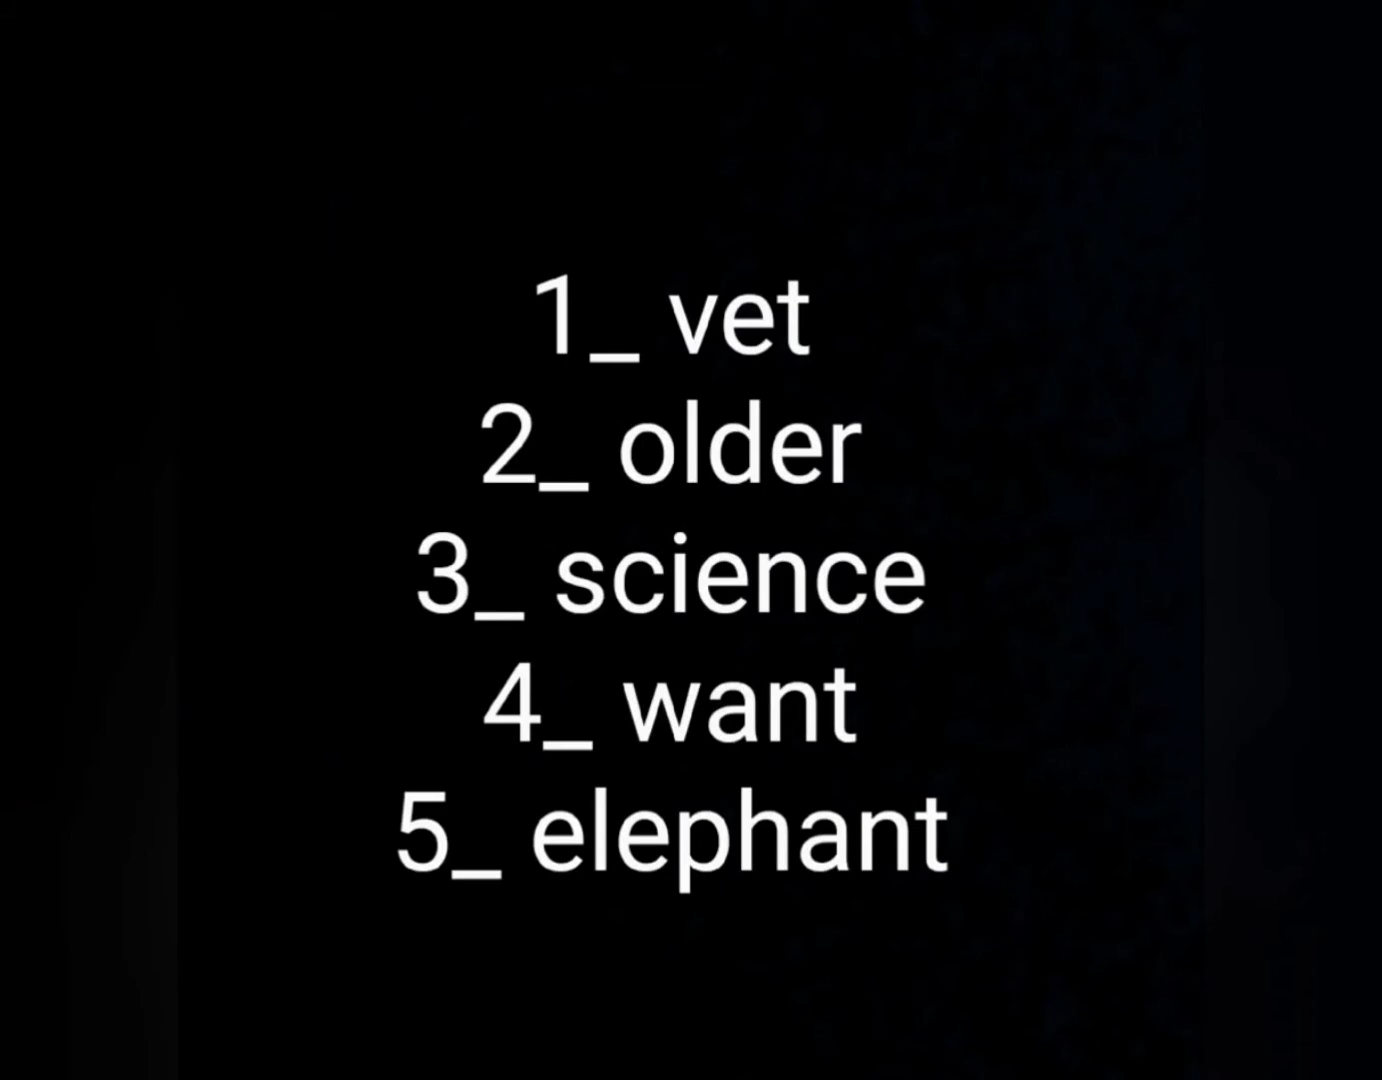 1_ vet
2_ older
3_ science
4_ want
5_ elephant